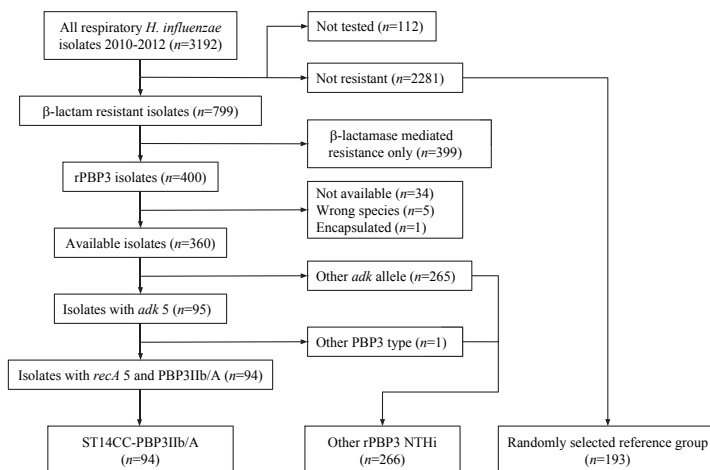 All respiratory H. influenzae
isolates 2010-2012 (n=3192)
Not tested (n=112)
Not resistant (n=2281)
β-lactam resistant isolates (n=799)
β-lactamase mediated
resistance only (n=399)
rPBP3 isolates (n=400)
Not available (n=34)
Wrong species (n=5)
Encapsulated (n=1)
Available isolates (n=360)
Other adk allele (n=265)
Isolates with adk 5 (n=95)
Other PBP3 type (n=1)
Isolates with recA 5 and PBP3IIb/A (n=94)
ST14CC-PBP3IIb/A
(n=94)
Other rPBP3 NTHi
(n=266)
Randomly selected reference group
(n=193)